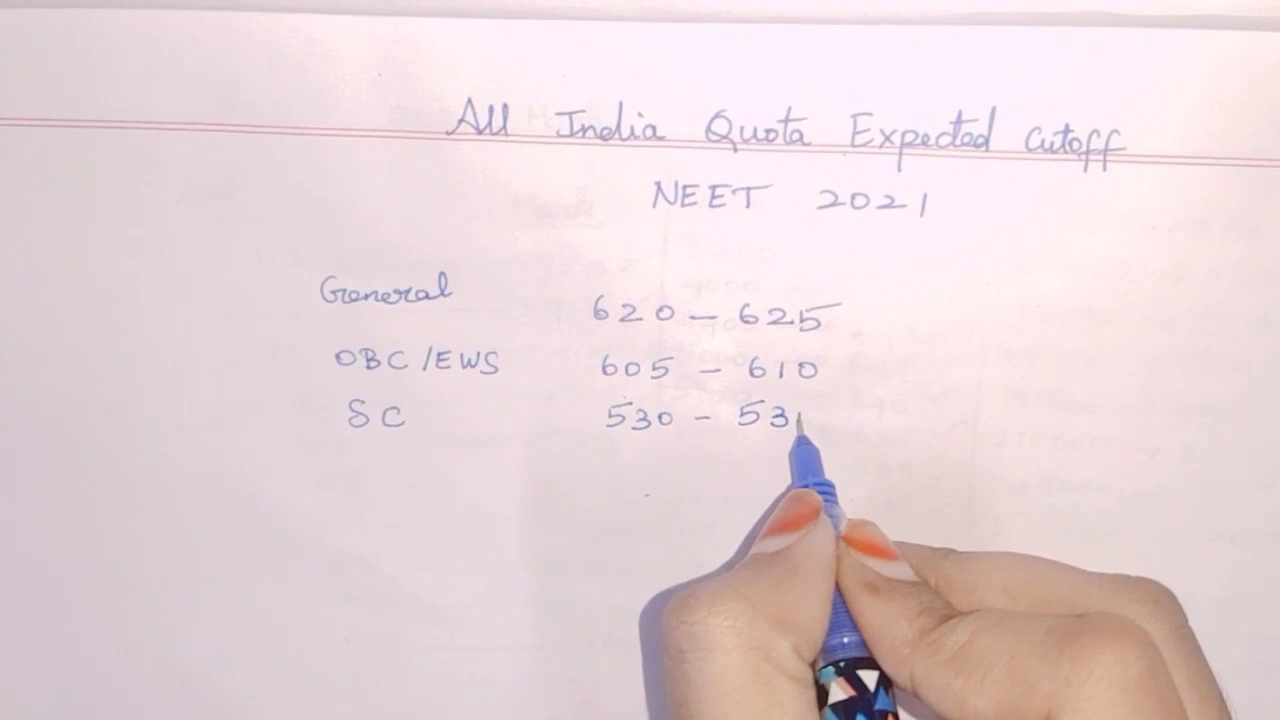 All India Quota Expected Cutoff
NEET 2021
General 620 - 625
OBC/EWS 605 - 610
SC 530 - 53